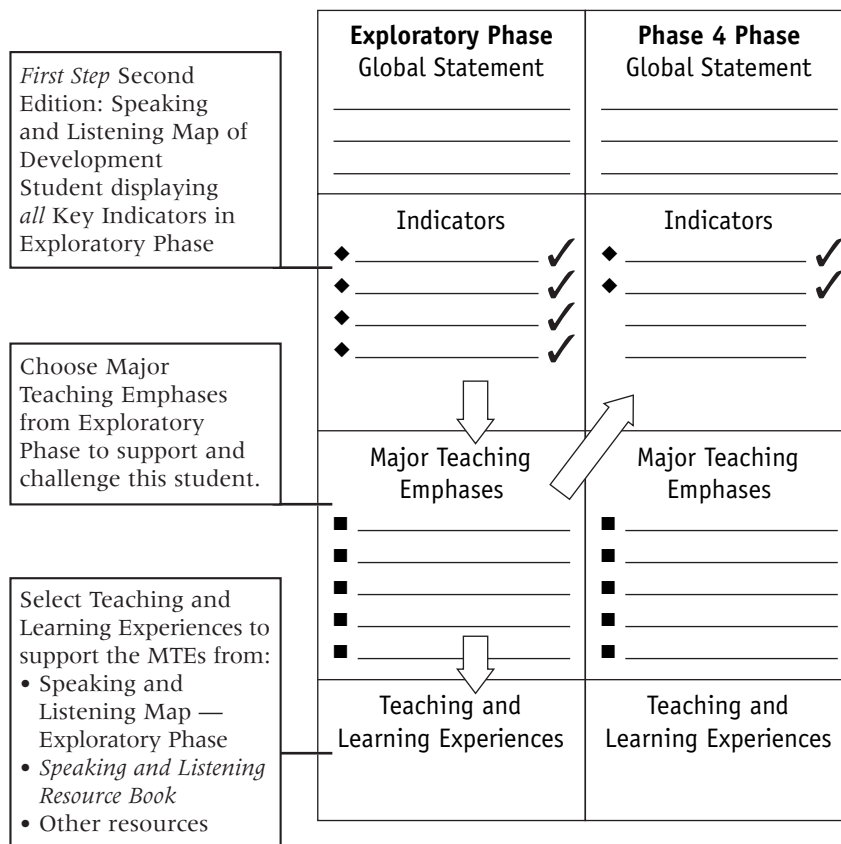 First Step Second
Edition: Speaking
and Listening Map of
Development
Student displaying
all Key Indicators in
Exploratory Phase
Choose Major
Teaching Emphases
from Exploratory
Phase to support and
challenge this student.
Select Teaching and
Learning Experiences to
support the MTEs from:
• Speaking and
Listening Map —
Exploratory Phase
• Speaking and Listening
Resource Book
• Other resources
Exploratory Phase
Global Statement
Indicators
Major Teaching
Emphases
Teaching and
Learning Experiences
Phase 4 Phase
Global Statement
Indicators
Major Teaching
Emphases
Teaching and
Learning Experiences